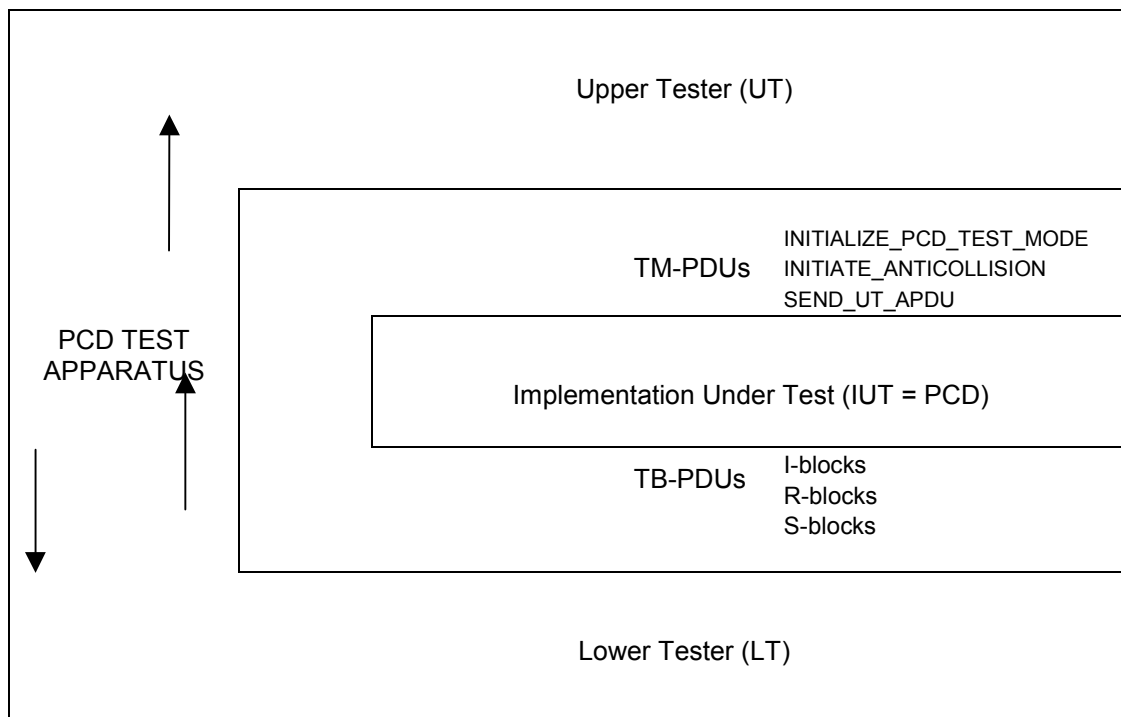 Upper Tester (UT)
INITIALIZE_PCD_TEST_MODE
TM-PDUs
INITIATE_ANTICOLLISION
SEND_UT_APDU
PCD TEST
APPARATUS
Implementation Under Test (IUT = PCD)
TB-PDUs
I-blocks
R-blocks
S-blocks
Lower Tester (LT)